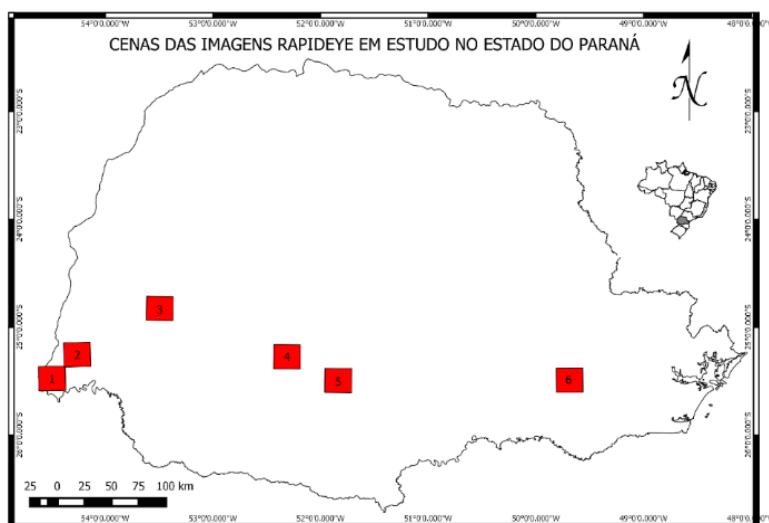 54°0'0.000"W 53°0'0.000"W 52°0'0.000"W 51°0'0.000"W 50°0'0.000"W 49°0'0.000"W 48°0'0.000"W
CENAS DAS IMAGENS RAPIDEYE EM ESTUDO NO ESTADO DO PARANÁ
N
23°0'0.000"S 23°0'0.000"S
24°0'0.000"S 24°0'0.000"S
3
25°0'0.000"S 25°0'0.000"S
2 4
1 5 6
26°0'0.000"S 26°0'0.000"S
25 0 25 50 75 100 km
54°0'0.000"W 53°0'0.000"W 52°0'0.000"W 51°0'0.000"W 50°0'0.000"W 49°0'0.000"W 48°0'0.000"W